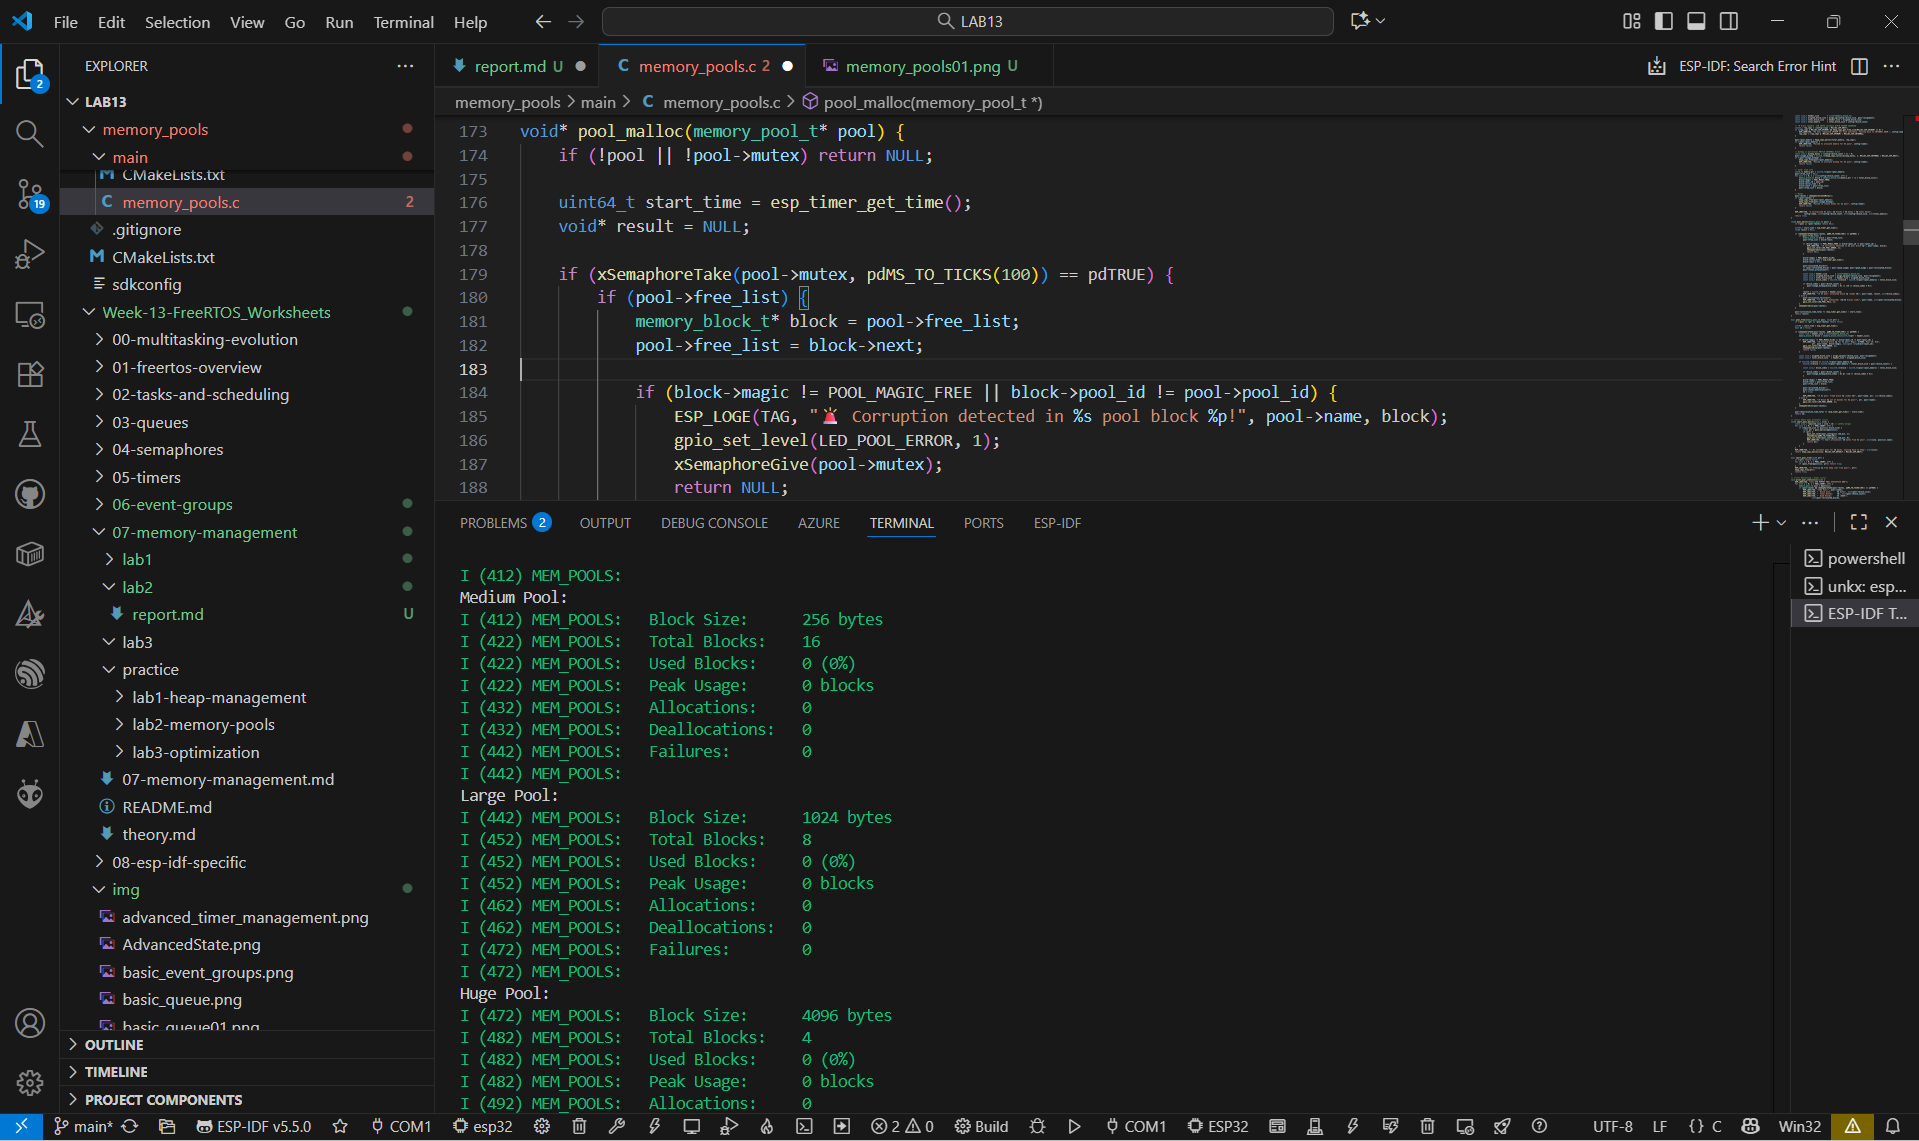 File Edit Selection View Go Run Terminal Help
LAB13
EXPLORER
LAB13
memory_pools
main
CMakeLists.txt
memory_pools.c 2
.gitignore
CMakeLists.txt
sdkconfig
Week-13-FreeRTOS_Worksheets
00-multitasking-evolution
01-freertos-overview
02-tasks-and-scheduling
03-queues
04-semaphores
05-timers
06-event-groups
07-memory-management
lab1
lab2
report.md U
lab3
practice
lab1-heap-management
lab2-memory-pools
lab3-optimization
07-memory-management.md
README.md
theory.md
08-esp-idf-specific
img
advanced_timer_management.png
AdvancedState.png
basic_event_groups.png
basic_queue.png
basic_queue01.png
OUTLINE
TIMELINE
PROJECT COMPONENTS
2
19
report.md U
C memory_pools.c 2
memory_pools01.png U
ESP-IDF: Search Error Hint
memory_pools > main > C memory_pools.c > pool_malloc(memory_pool_t *)
173 void* pool_malloc(memory_pool_t* pool) {
174 if (!pool || !pool->mutex) return NULL;
175
176 uint64_t start_time = esp_timer_get_time();
177 void* result = NULL;
178
179 if (xSemaphoreTake(pool->mutex, pdMS_TO_TICKS(100)) == pdTRUE) {
180 if (pool->free_list) {
181 memory_block_t* block = pool->free_list;
182 pool->free_list = block->next;
183
184 if (block->magic != POOL_MAGIC_FREE || block->pool_id != pool->pool_id) {
185 ESP_LOGE(TAG, "🚨 Corruption detected in %s pool block %p!", pool->name, block);
186 gpio_set_level(LED_POOL_ERROR, 1);
187 xSemaphoreGive(pool->mutex);
188 return NULL;
PROBLEMS 2 OUTPUT DEBUG CONSOLE AZURE TERMINAL PORTS ESP-IDF
I (412) MEM_POOLS:
Medium Pool:
I (412) MEM_POOLS: Block Size: 256 bytes
I (422) MEM_POOLS: Total Blocks: 16
I (422) MEM_POOLS: Used Blocks: 0 (0%)
I (422) MEM_POOLS: Peak Usage: 0 blocks
I (432) MEM_POOLS: Allocations: 0
I (432) MEM_POOLS: Deallocations: 0
I (442) MEM_POOLS: Failures: 0
I (442) MEM_POOLS:
Large Pool:
I (442) MEM_POOLS: Block Size: 1024 bytes
I (452) MEM_POOLS: Total Blocks: 8
I (452) MEM_POOLS: Used Blocks: 0 (0%)
I (452) MEM_POOLS: Peak Usage: 0 blocks
I (462) MEM_POOLS: Allocations: 0
I (462) MEM_POOLS: Deallocations: 0
I (472) MEM_POOLS: Failures: 0
I (472) MEM_POOLS:
Huge Pool:
I (472) MEM_POOLS: Block Size: 4096 bytes
I (482) MEM_POOLS: Total Blocks: 4
I (482) MEM_POOLS: Used Blocks: 0 (0%)
I (482) MEM_POOLS: Peak Usage: 0 blocks
I (492) MEM_POOLS: Allocations: 0
powershell
unkx: esp...
ESP-IDF T...
main* ESP-IDF v5.5.0 COM1 esp32 2 0 Build COM1 ESP32 UTF-8 LF {} C Win32